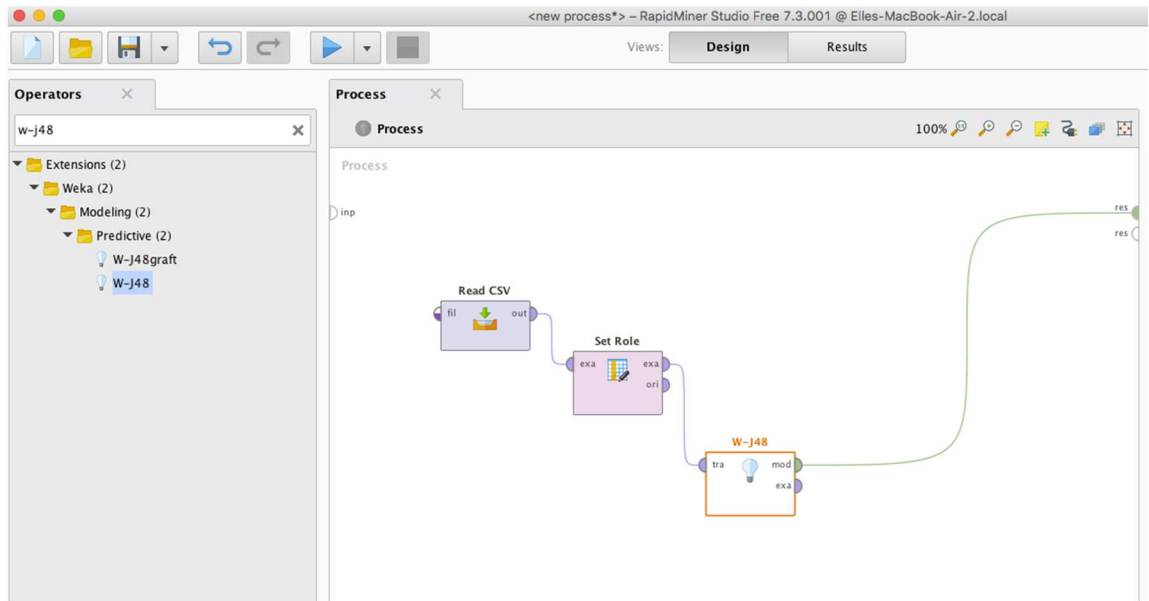 <new process*> – RapidMiner Studio Free 7.3.001 @ Elles-MacBook-Air-2.local
Views: Design Results
Operators
w-j48
Extensions (2)
Weka (2)
Modeling (2)
Predictive (2)
W-J48graft
W-J48
Process
Process
100%
Process
inp
res
res
Read CSV
fil out
Set Role
exa exa
ori
W-J48
tra mod
exa